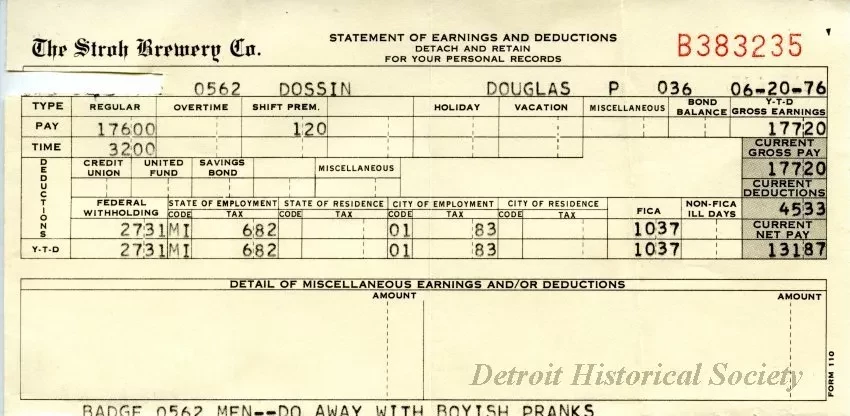 The Stroh Brewery Co.
STATEMENT OF EARNINGS AND DEDUCTIONS
DETACH AND RETAIN
FOR YOUR PERSONAL RECORDS
B383235
0562 DOSSIN DOUGLAS P 036 06-20-76
TYPE REGULAR OVERTIME SHIFT PREM. HOLIDAY VACATION MISCELLANEOUS BOND BALANCE Y-T-D GROSS EARNINGS
PAY 17600 120 17720
TIME 3200 CURRENT GROSS PAY
DEDUCTIONS CREDIT UNION UNITED FUND SAVINGS BOND MISCELLANEOUS 17720
CURRENT DEDUCTIONS
FEDERAL WITHHOLDING STATE OF EMPLOYMENT STATE OF RESIDENCE CITY OF EMPLOYMENT CITY OF RESIDENCE FICA NON-FICA ILL DAYS 4533
CODE TAX CODE TAX CODE TAX CODE TAX
2731 MI 682 01 83 1037 CURRENT NET PAY
Y-T-D 2731 MI 682 01 83 1037 13187
DETAIL OF MISCELLANEOUS EARNINGS AND/OR DEDUCTIONS
AMOUNT AMOUNT
Detroit Historical Society
FORM 110
BADGE 0562 MEN--DO AWAY WITH BOYISH PRANKS